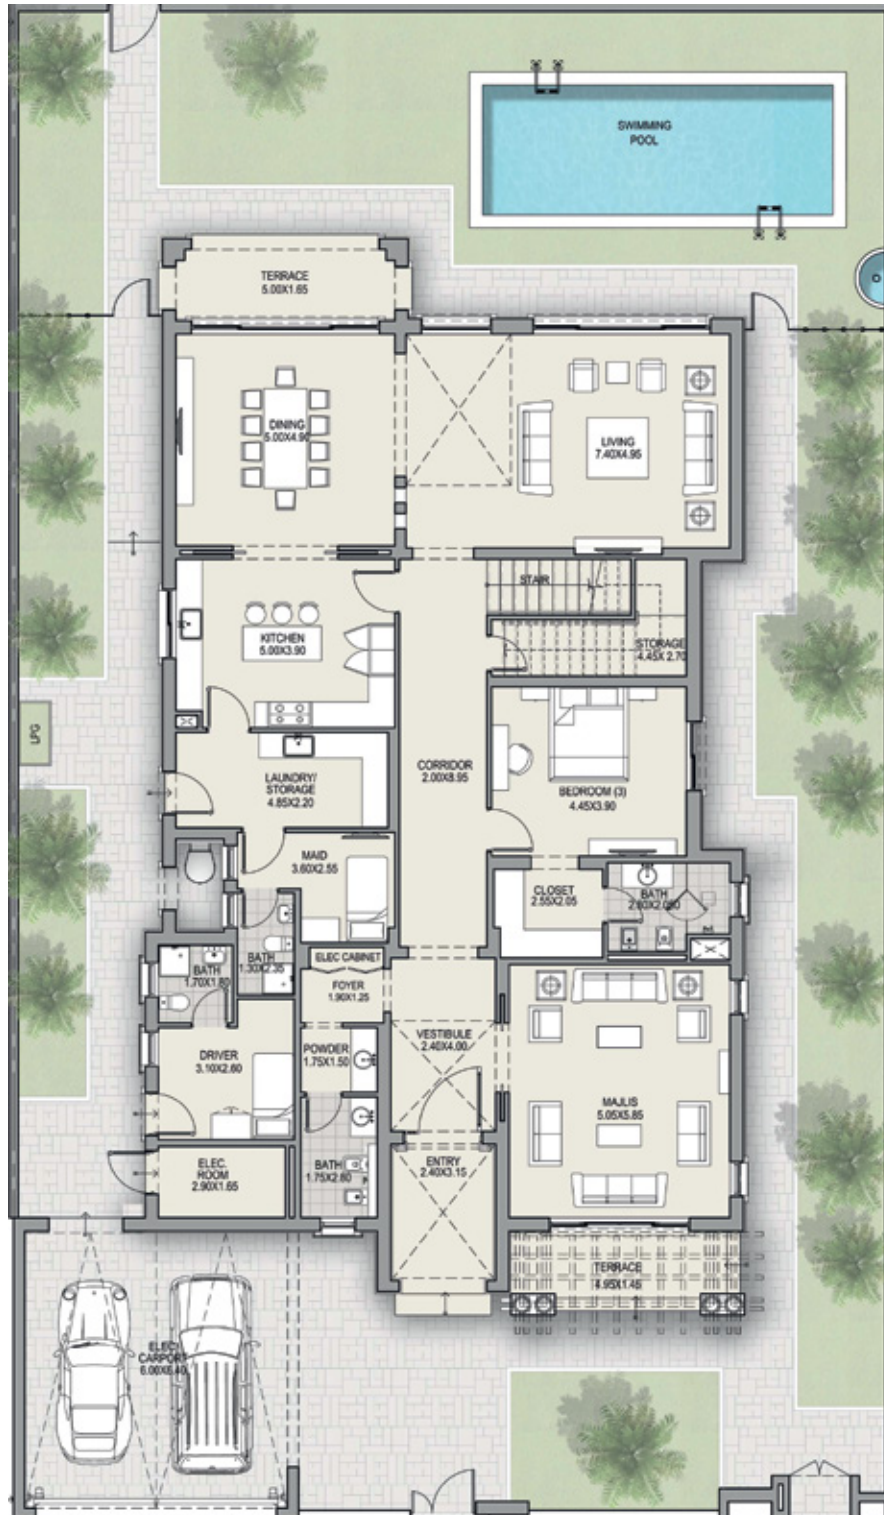 SWIMMING
POOL
TERRACE
5.00X1.65
DINING
5.00X4.90
LIVING
7.40X4.95
STAIR
KITCHEN
5.00X3.90
STORAGE
4.45X 2.70
LPG
CORRIDOR
2.00X8.95
LAUNDRY/
STORAGE
4.85X2.20
BEDROOM (3)
4.45X3.90
MAID
3.60X2.55
CLOSET
2.55X2.05
BATH
BATH
1.30X2.35
ELEC CABINET
BATH
1.70X1.80
FOYER
1.90X1.25
VESTIBULE
2.40X4.00
POWDER
1.75X1.50
DRIVER
3.10X2.60
MAJLIS
5.05X5.85
ELEC.
ROOM
2.90X1.65
BATH
1.75X2.60
ENTRY
2.40X3.15
TERRACE
4.95X1.45
CARPORT
6.00X6.40